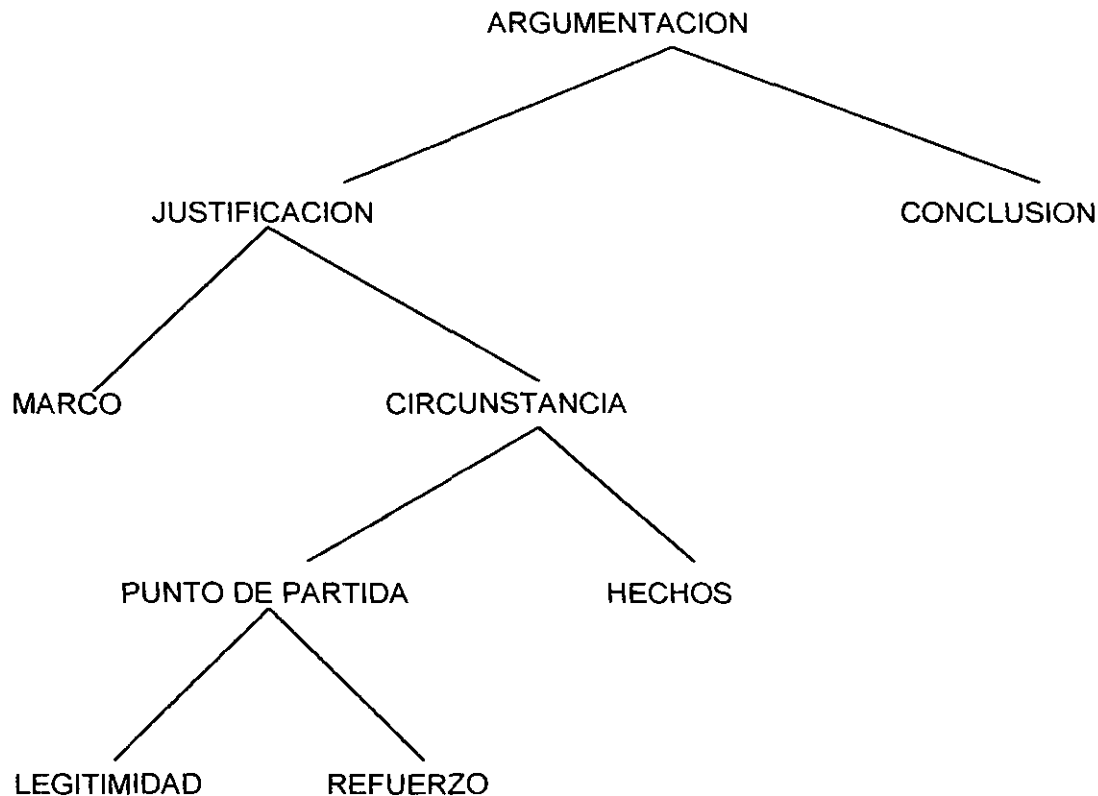 ARGUMENTACION
JUSTIFICACION
CONCLUSION
MARCO
CIRCUNSTANCIA
PUNTO DE PARTIDA
HECHOS
LEGITIMIDAD
REFUERZO